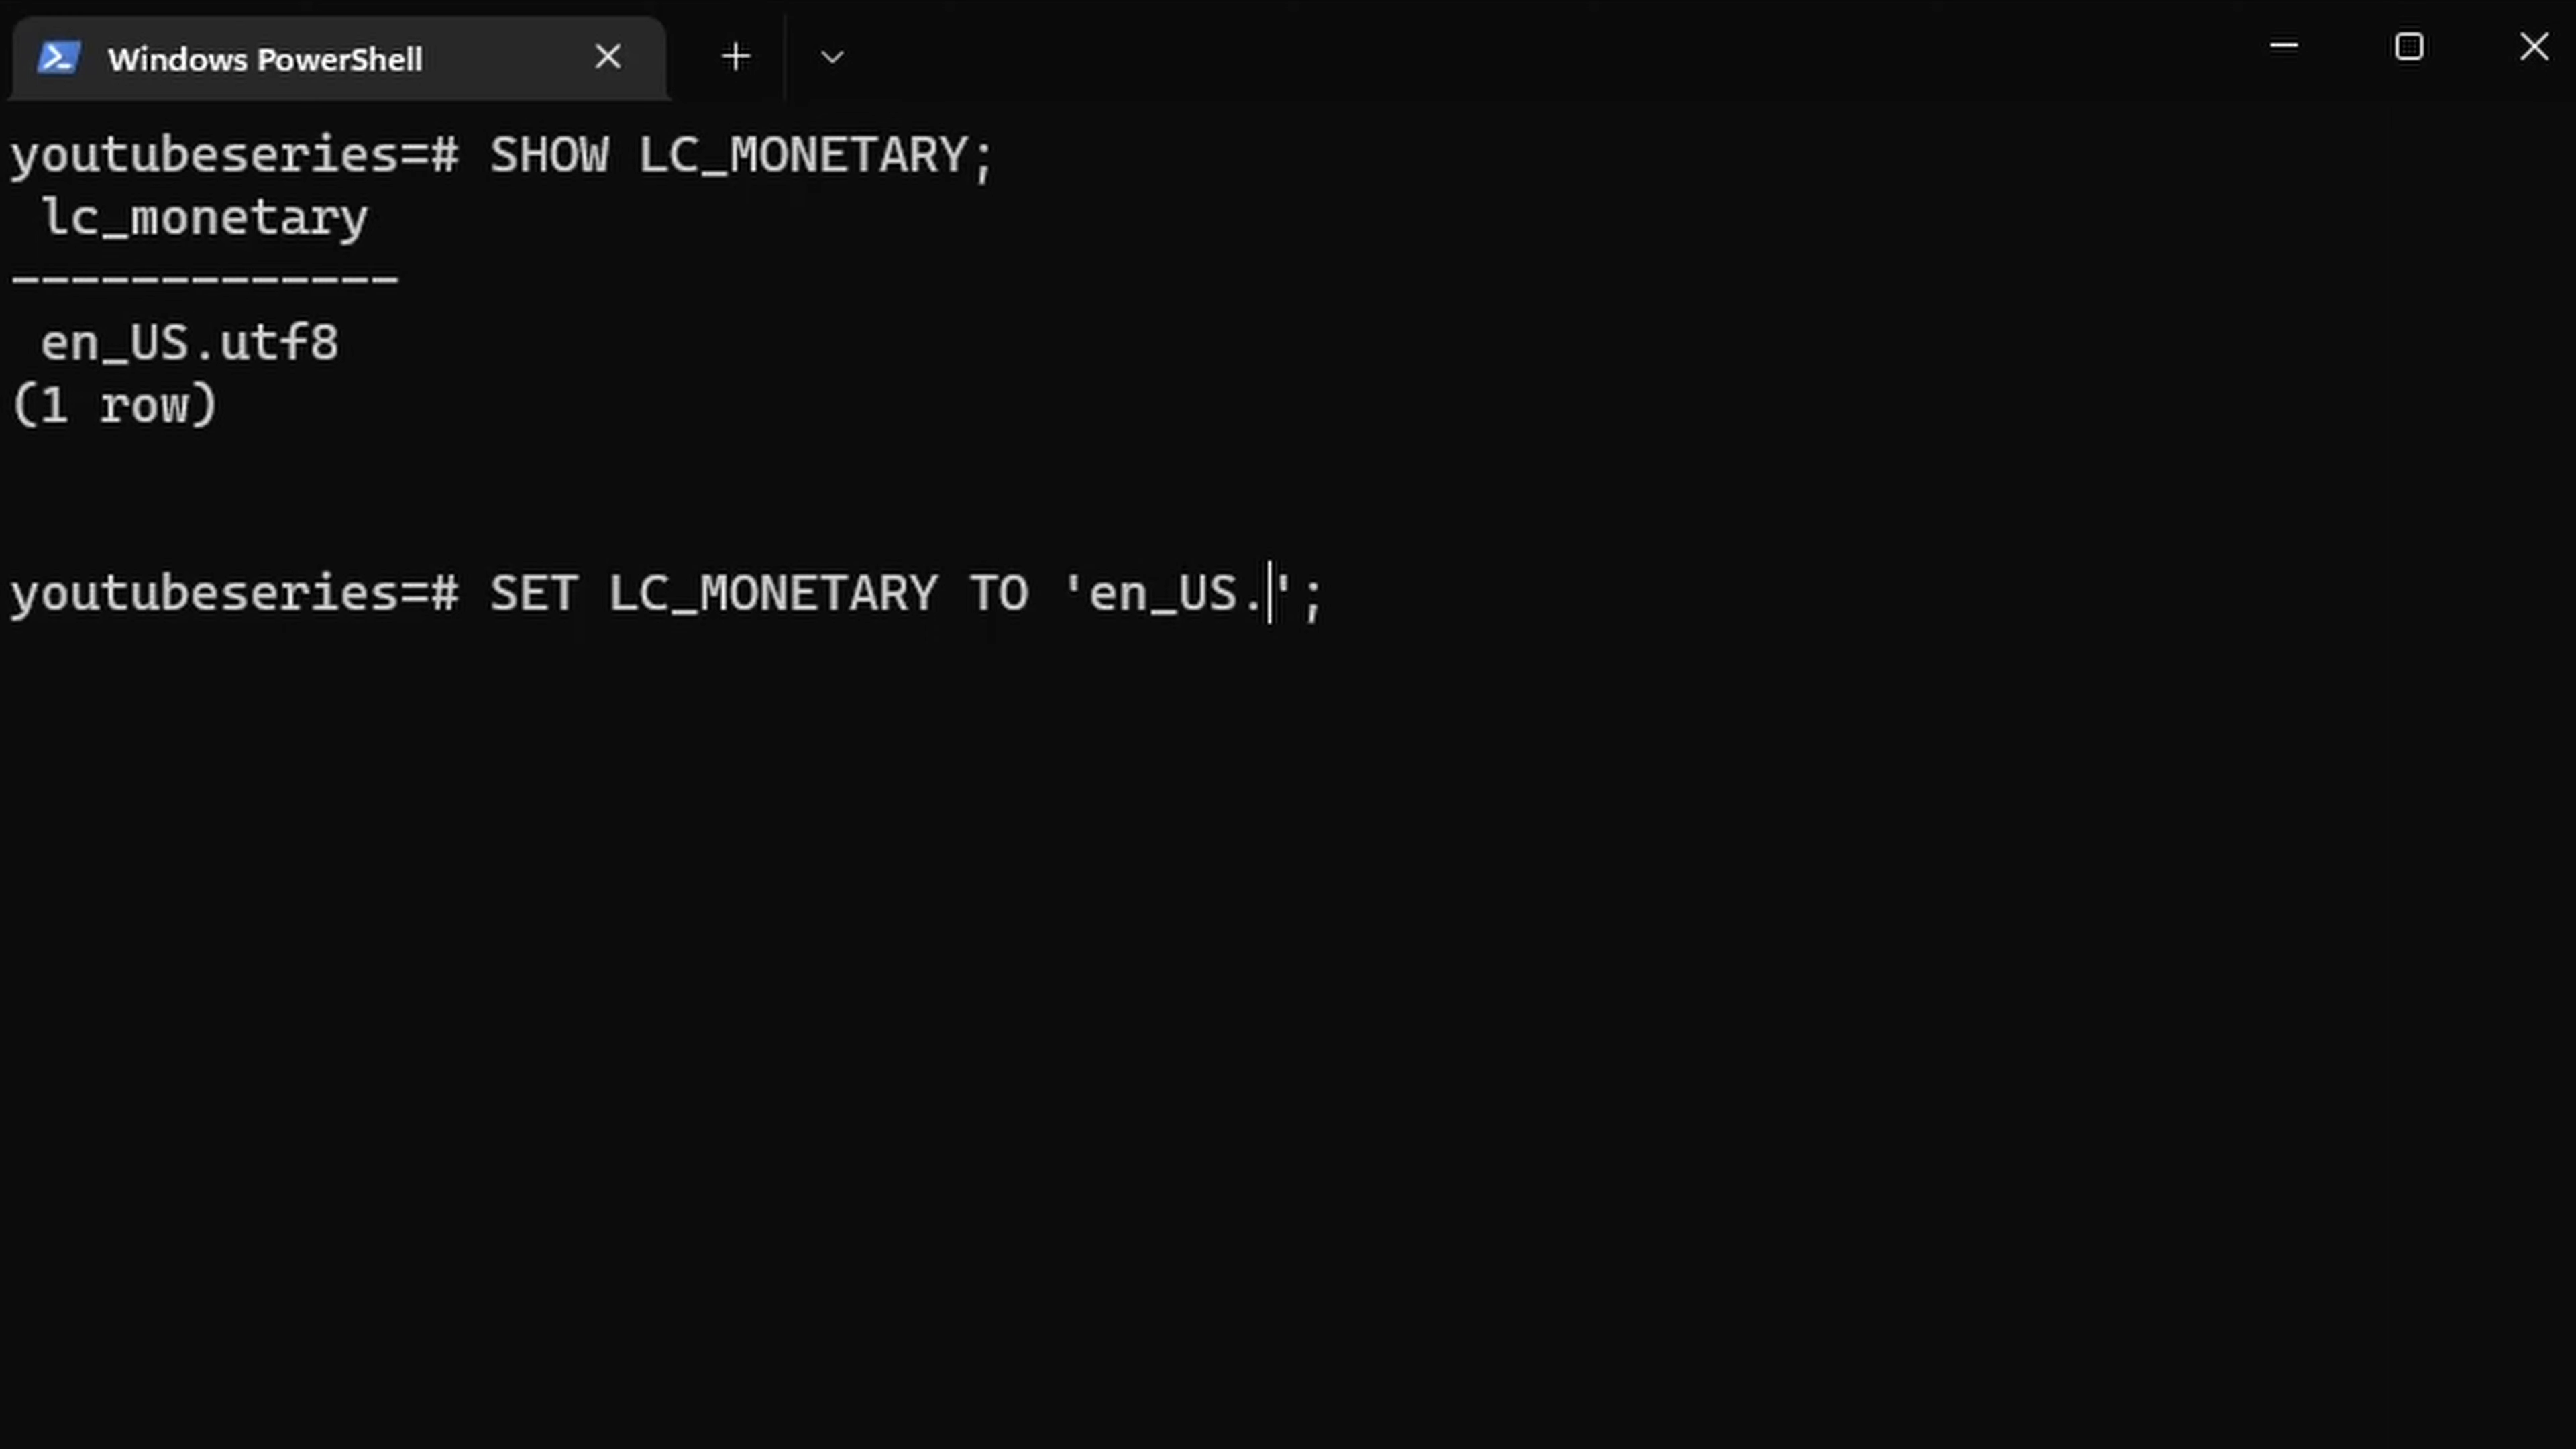 Windows PowerShell
youtubeseries=# SHOW LC_MONETARY;
lc_monetary
-------------
en_US.utf8
(1 row)
youtubeseries=# SET LC_MONETARY TO 'en_US.';